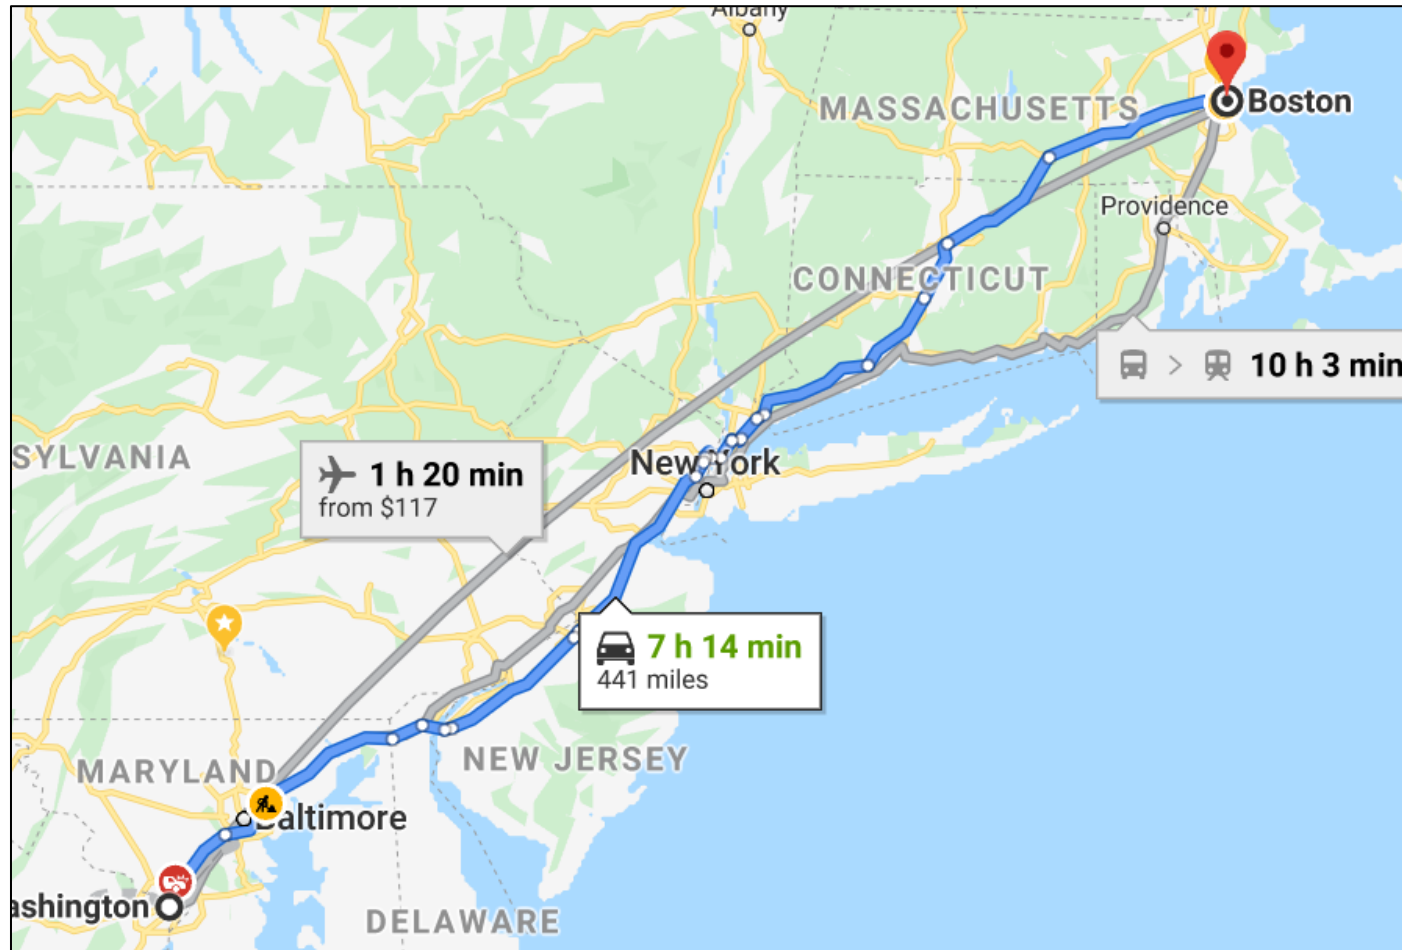 Albany
MASSACHUSETTS
Boston
Providence
CONNECTICUT
10 h 3 min
SYLVANIA
1 h 20 min
from $117
New York
7 h 14 min
441 miles
NEW JERSEY
MARYLAND
Baltimore
ashington
DELAWARE